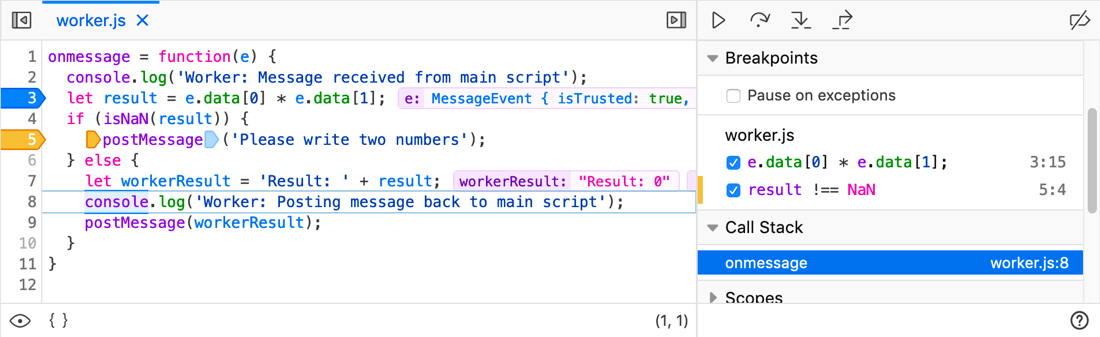 worker.js
1 onmessage = function(e) {
2 console.log('Worker: Message received from main script');
3 let result = e.data[0] * e.data[1]; e: MessageEvent { isTrusted: true,
4 if (isNaN(result)) {
5 postMessage ('Please write two numbers');
6 } else {
7 let workerResult = 'Result: ' + result; workerResult: "Result: 0"
8 console.log('Worker: Posting message back to main script');
9 postMessage(workerResult);
10 }
11 }
12
{ } (1, 1)
Breakpoints
Pause on exceptions
worker.js
e.data[0] * e.data[1]; 3:15
result !== NaN 5:4
Call Stack
onmessage worker.js:8
Scopes